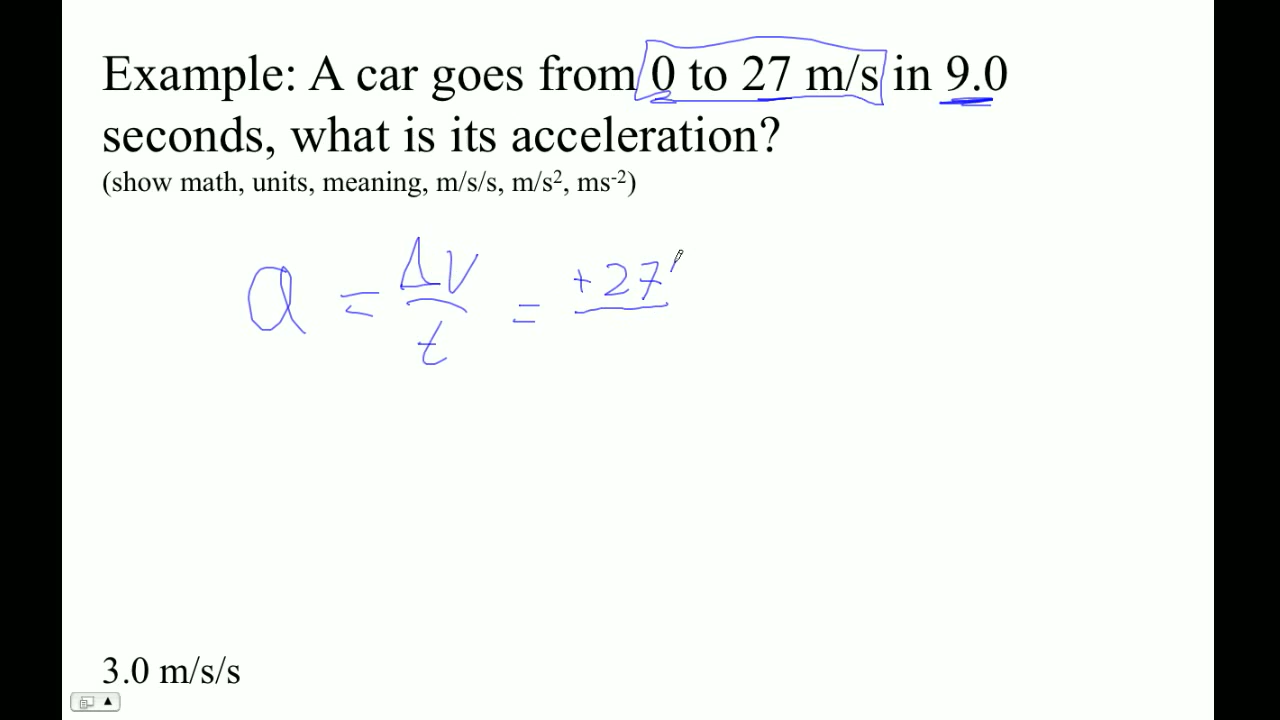 Example: A car goes from 0 to 27 m/s in 9.0
seconds, what is its acceleration?
(show math, units, meaning, m/s/s, m/s², ms⁻²)
a = Δv/t = +27
3.0 m/s/s